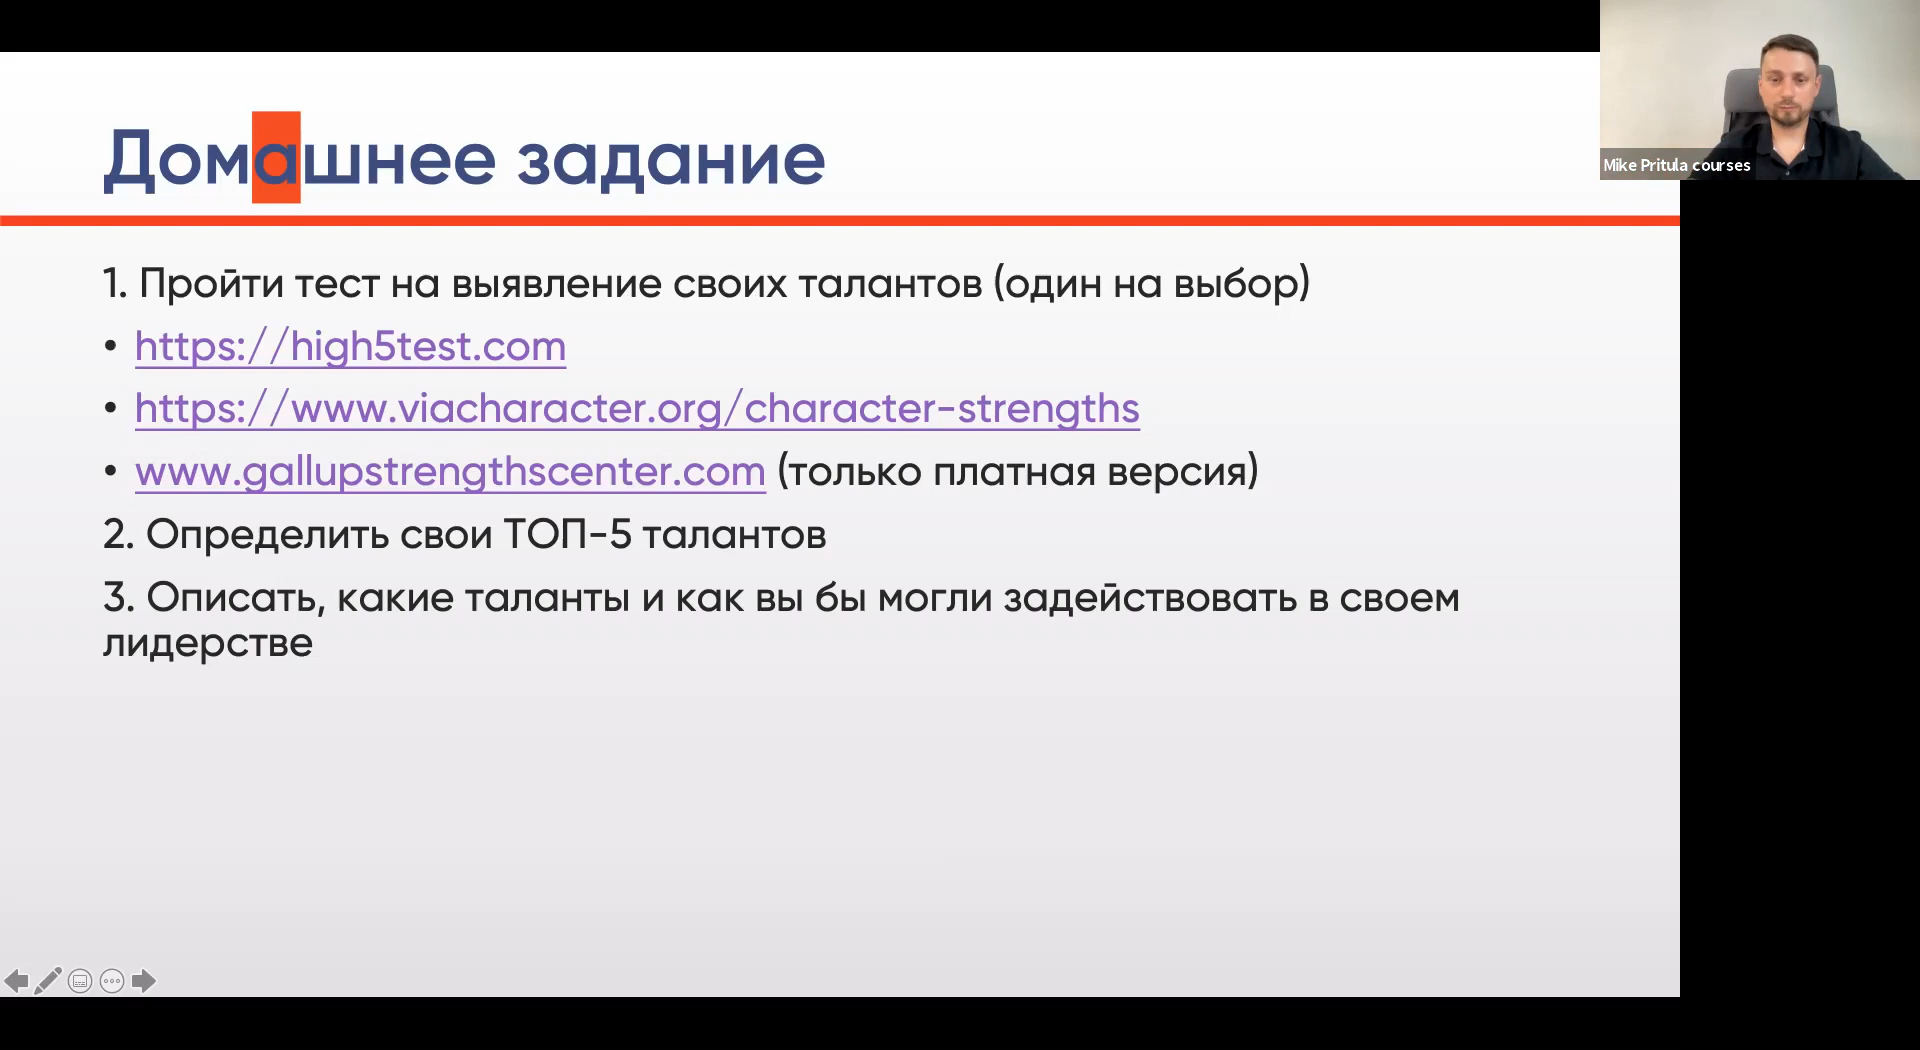 Домашнее задание
Mike Pritula courses
1. Пройти тест на выявление своих талантов (один на выбор)
• https://high5test.com
• https://www.viacharacter.org/character-strengths
• www.gallupstrengthscenter.com (только платная версия)
2. Определить свои ТОП-5 талантов
3. Описать, какие таланты и как вы бы могли задействовать в своем
лидерстве